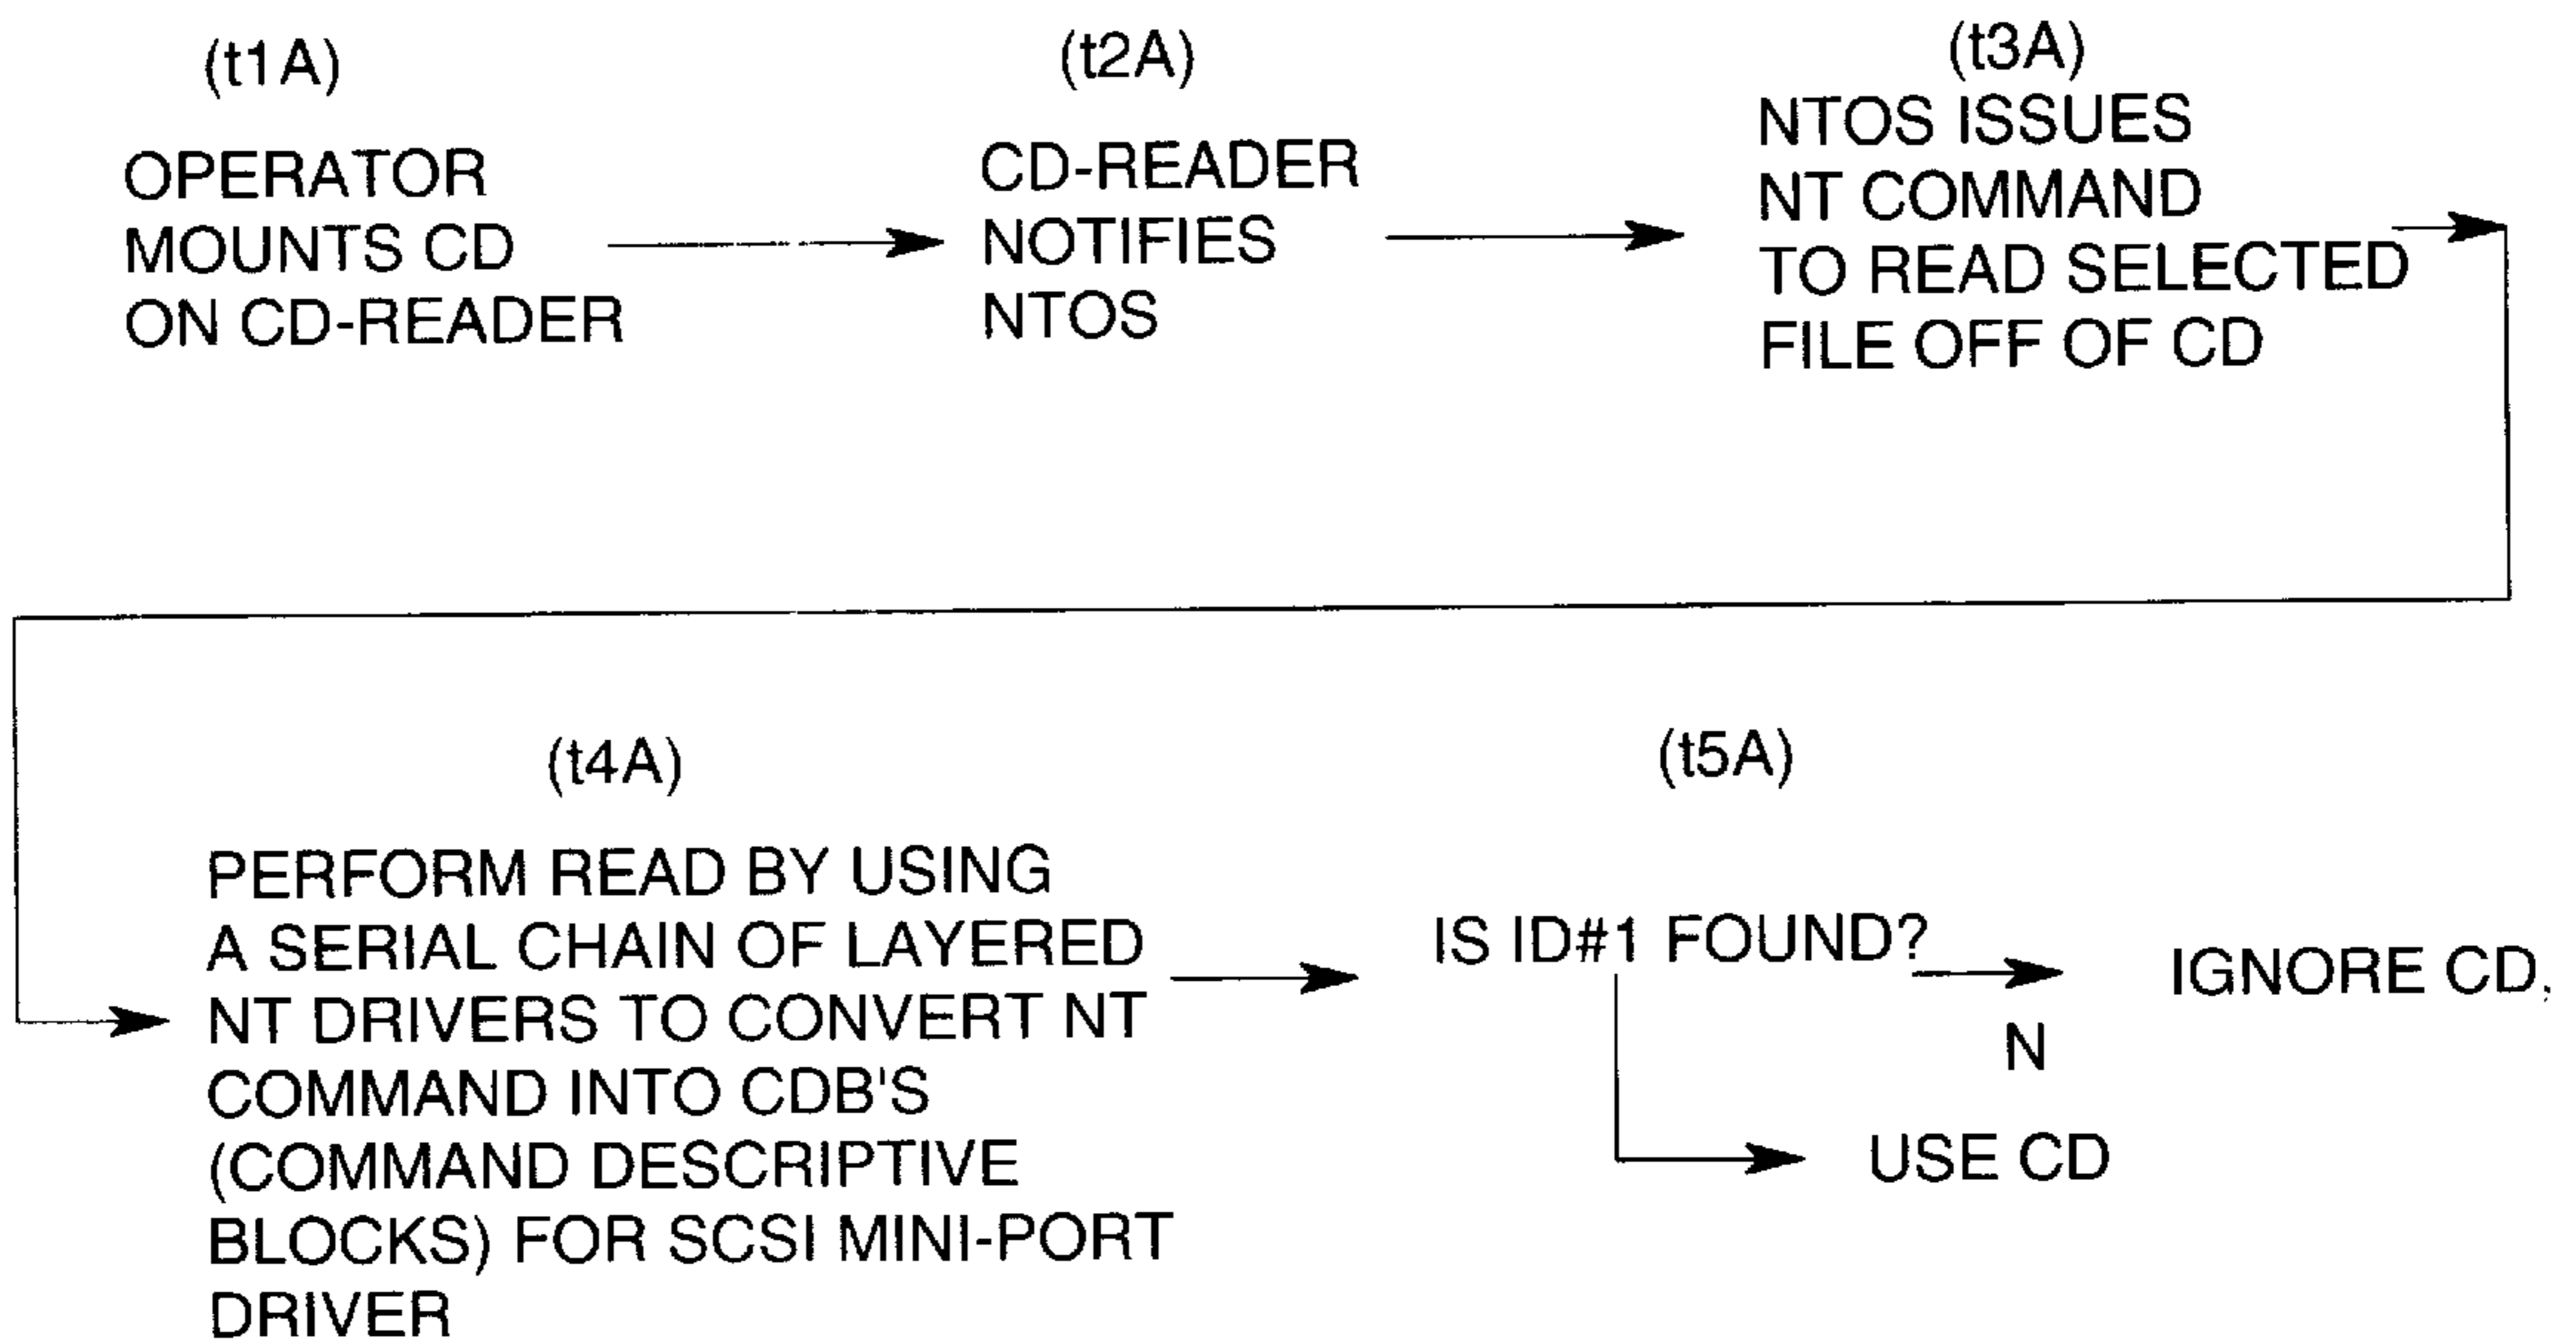 (t1A)
OPERATOR
MOUNTS CD
ON CD-READER
(t2A)
CD-READER
NOTIFIES
NTOS
(t3A)
NTOS ISSUES
NT COMMAND
TO READ SELECTED
FILE OFF OF CD
(t4A)
PERFORM READ BY USING
A SERIAL CHAIN OF LAYERED
NT DRIVERS TO CONVERT NT
COMMAND INTO CDB'S
(COMMAND DESCRIPTIVE
BLOCKS) FOR SCSI MINI-PORT
DRIVER
(t5A)
IS ID#1 FOUND?
N
IGNORE CD,
USE CD